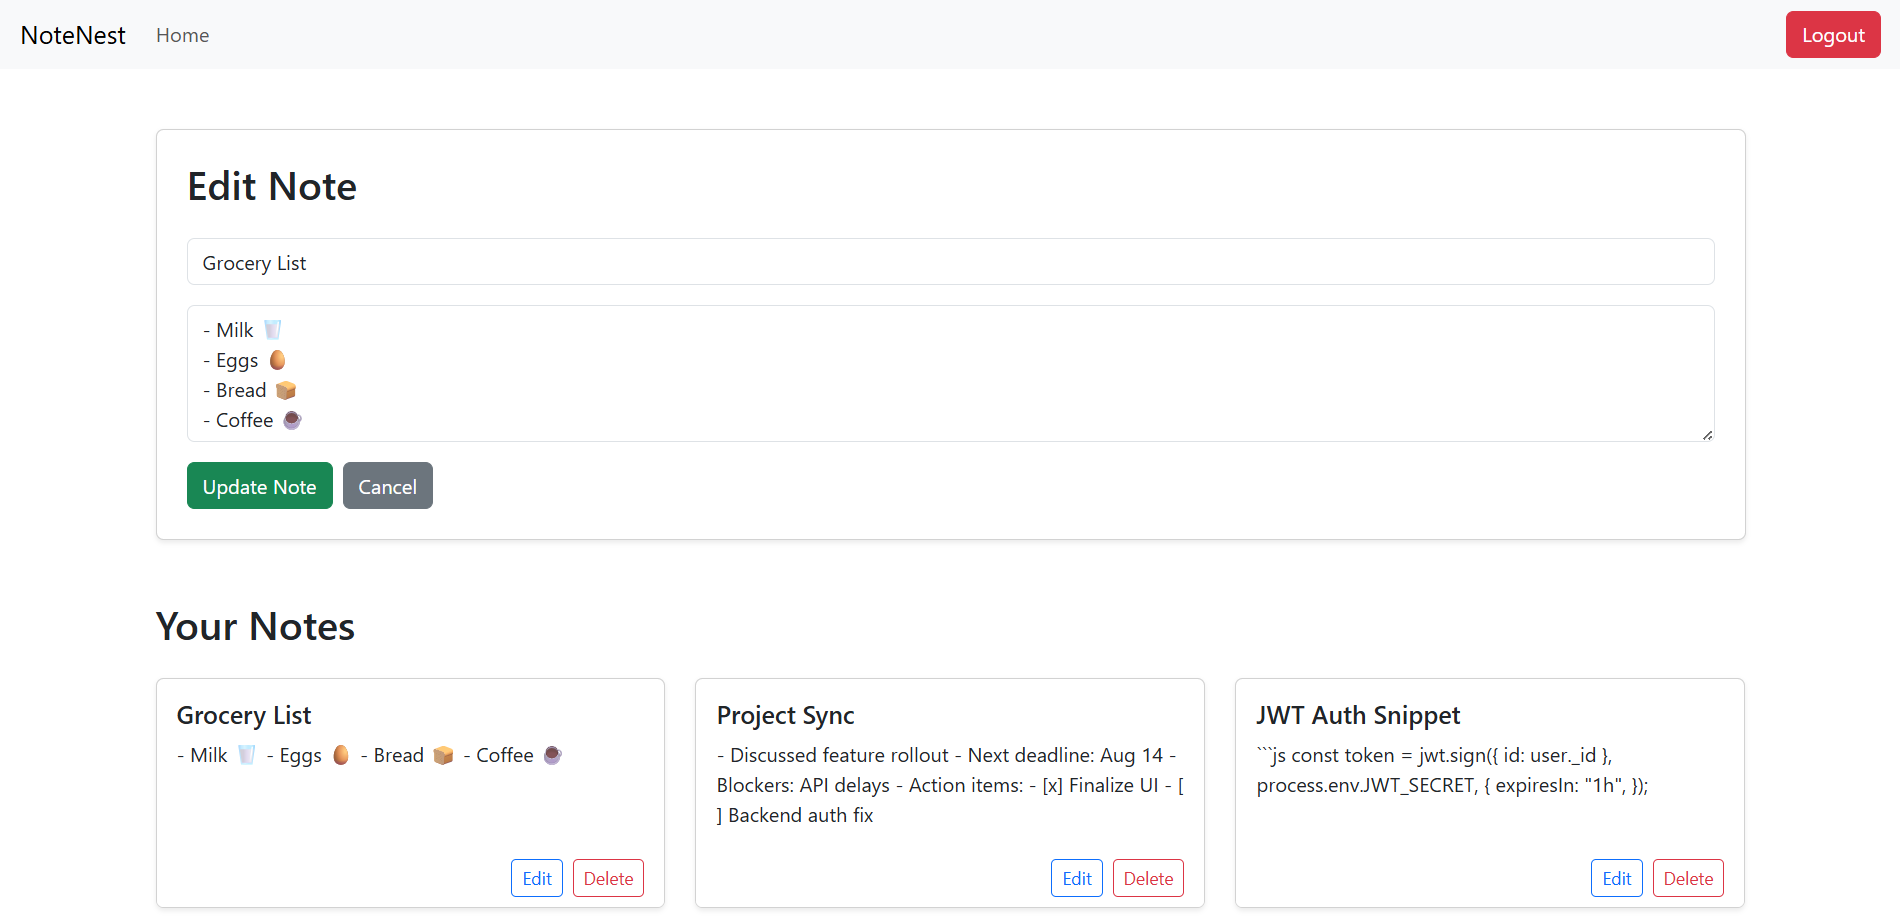 NoteNest Home Logout
Edit Note
Grocery List
- Milk 🥛
- Eggs 🥚
- Bread 🍞
- Coffee ☕
Update Note Cancel
Your Notes
Grocery List
- Milk 🥛 - Eggs 🥚 - Bread 🍞 - Coffee ☕
Edit Delete
Project Sync
- Discussed feature rollout - Next deadline: Aug 14 -
Blockers: API delays - Action items: - [x] Finalize UI - [
] Backend auth fix
Edit Delete
JWT Auth Snippet
```js const token = jwt.sign({ id: user._id },
process.env.JWT_SECRET, { expiresIn: "1h", });
Edit Delete